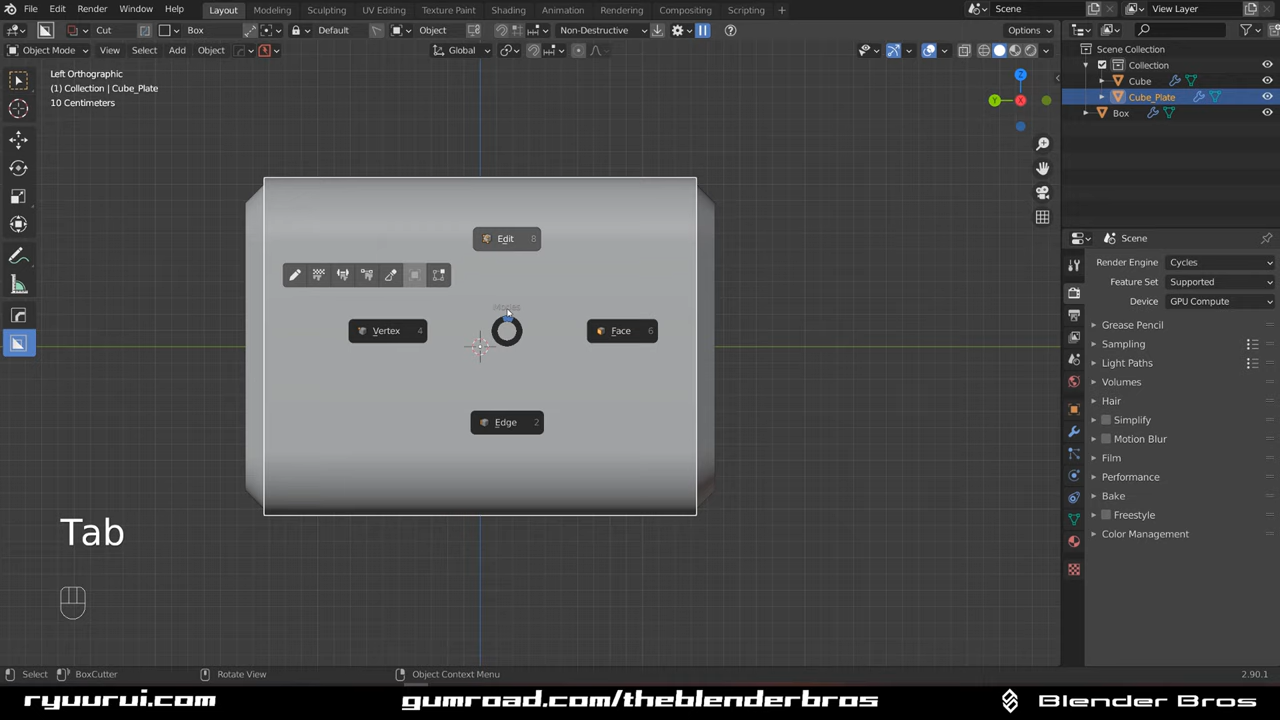 File Edit Render Window Help Layout Modeling Sculpting UV Editing Texture Paint Shading Animation Rendering Compositing Scripting + Scene View Layer
Cut Box Default Object Non-Destructive Options
Object Mode View Select Add Object Global
Scene Collection
Collection
Cube
Cube_Plate
Box
Left Orthographic
(1) Collection | Cube_Plate
10 Centimeters
Z
Y
X
Edit 8
Modes
Vertex 4
Face 6
Edge 2
Tab
Scene
Render Engine Cycles
Feature Set Supported
Device GPU Compute
Grease Pencil
Sampling
Light Paths
Volumes
Hair
Simplify
Motion Blur
Film
Performance
Bake
Freestyle
Color Management
Select BoxCutter Rotate View Object Context Menu 2.90.1
ryuurui.com gumroad.com/theblenderbros Blender Bros